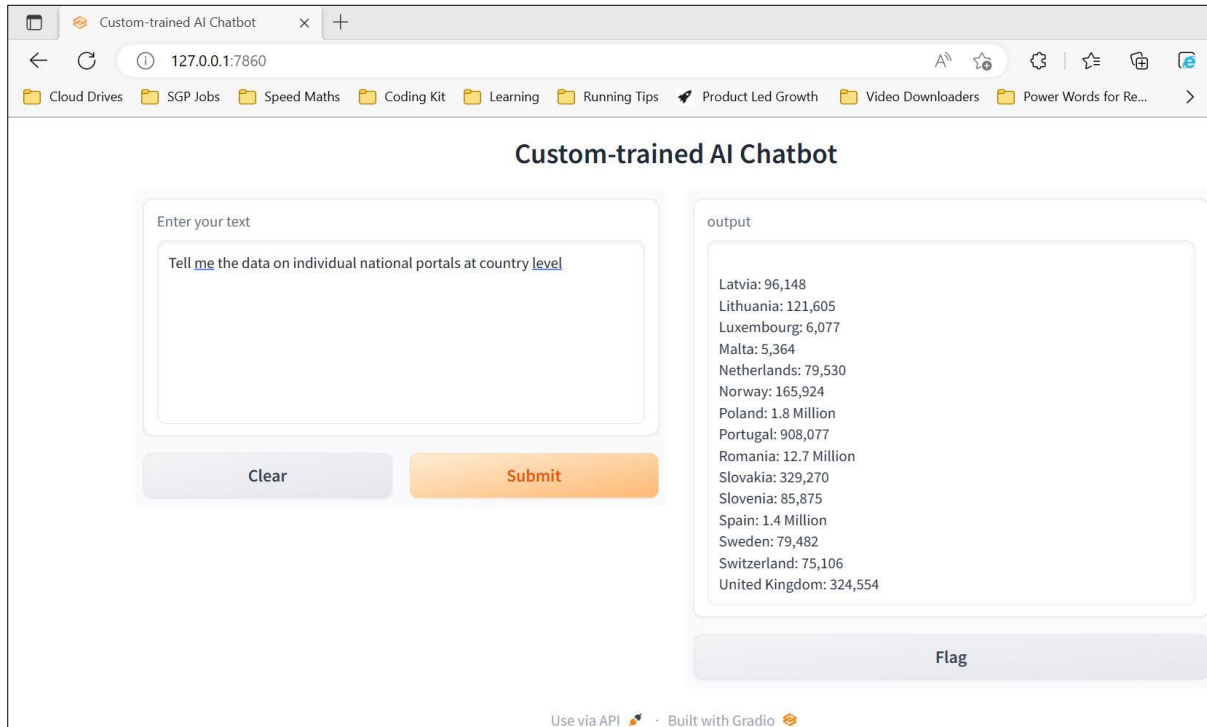 Custom-trained AI Chatbot
127.0.0.1:7860
Cloud Drives SGP Jobs Speed Maths Coding Kit Learning Running Tips Product Led Growth Video Downloaders Power Words for Re...
Custom-trained AI Chatbot
Enter your text
Tell me the data on individual national portals at country level
Clear
Submit
output
Latvia: 96,148
Lithuania: 121,605
Luxembourg: 6,077
Malta: 5,364
Netherlands: 79,530
Norway: 165,924
Poland: 1.8 Million
Portugal: 908,077
Romania: 12.7 Million
Slovakia: 329,270
Slovenia: 85,875
Spain: 1.4 Million
Sweden: 79,482
Switzerland: 75,106
United Kingdom: 324,554
Flag
Use via API · Built with Gradio